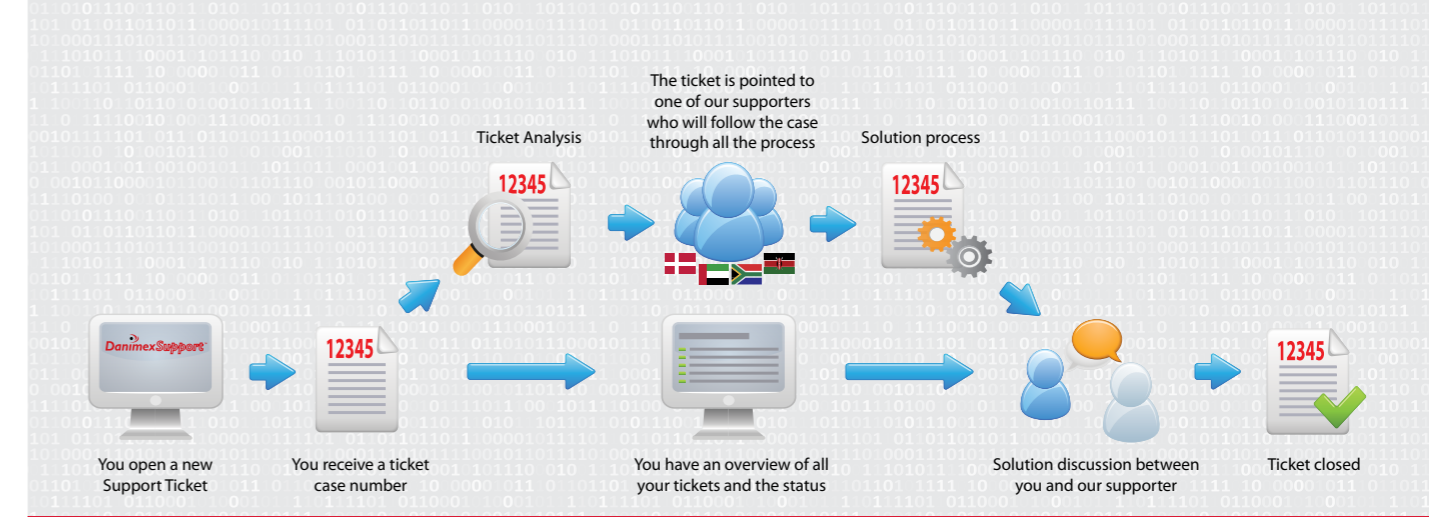 The ticket is pointed to
one of our supporters
who will follow the case
through all the process
Ticket Analysis
Solution process
12345
12345
DanimexSupport
12345
12345
You open a new
Support Ticket
You receive a ticket
case number
You have an overview of all
your tickets and the status
Solution discussion between
you and our supporter
Ticket closed